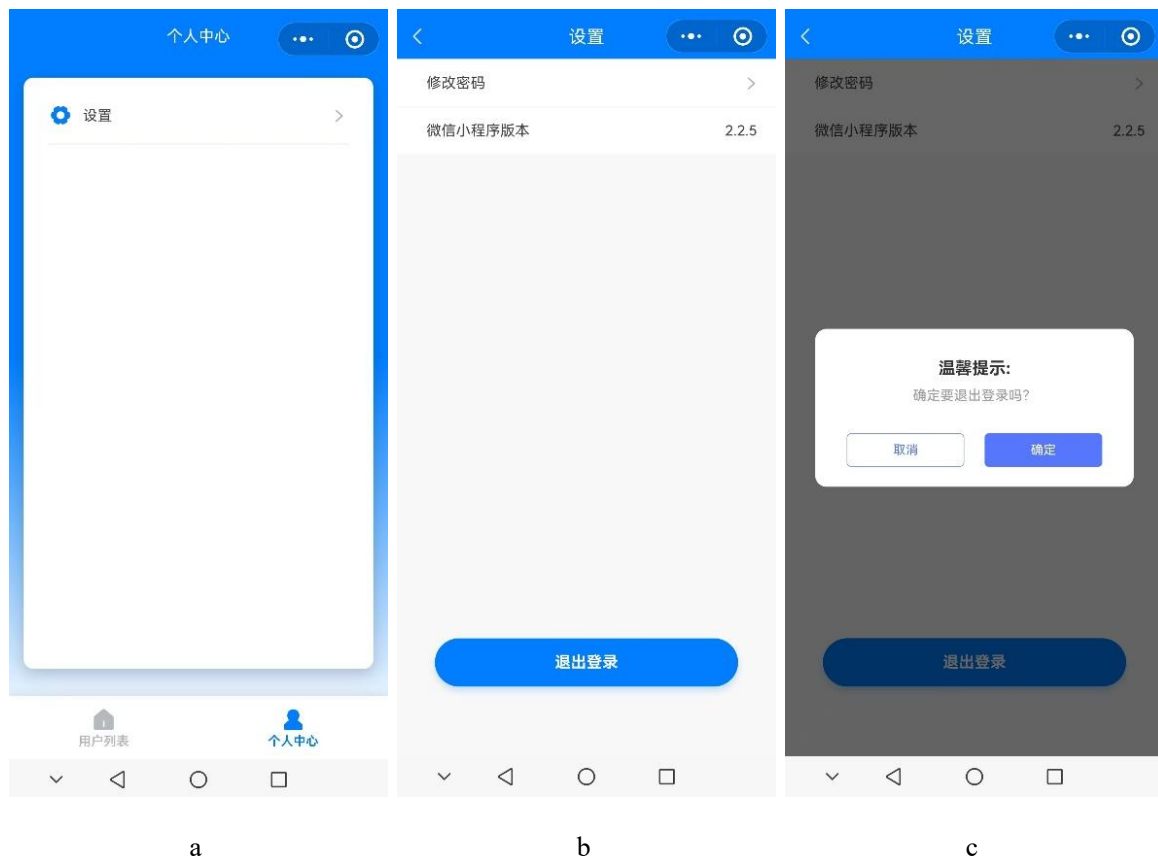 个人中心
设置
用户列表
个人中心
a
设置
修改密码
微信小程序版本 2.2.5
退出登录
b
设置
修改密码
微信小程序版本 2.2.5
温馨提示:
确定要退出登录吗?
取消 确定
退出登录
c